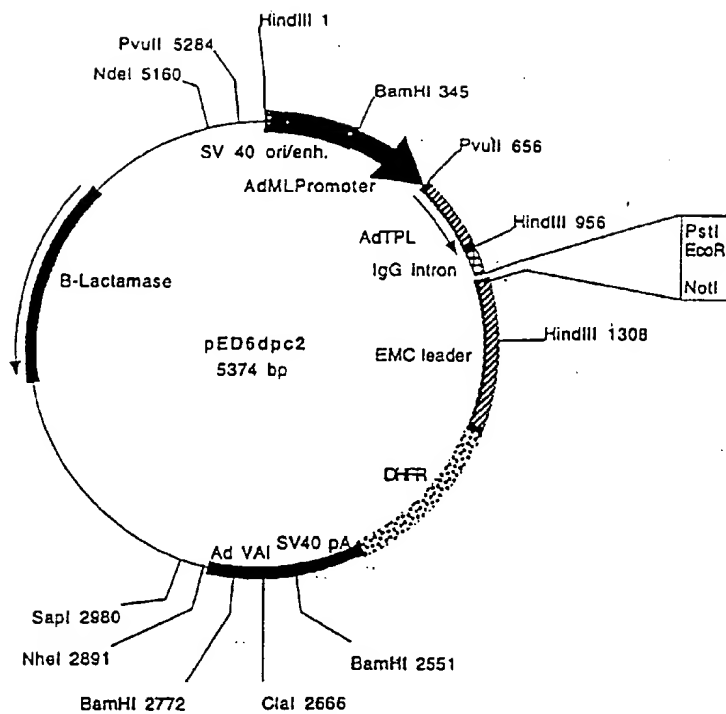 HindIII 1
PvuII 5284
NdeI 5160
BamHI 345
SV 40 ori/enh.
AdMLPromoter
PvuII 656
AdTPL
HindIII 956
IgG Intron
PstI
EcoR
NotI
B-Lactamase
pED6dpc2
5374 bp
EMC leader
HindIII 1308
DHFR
SV40 pA
Ad VAI
SapI 2980
NheI 2891
BamHI 2772
ClaI 2666
BamHI 2551